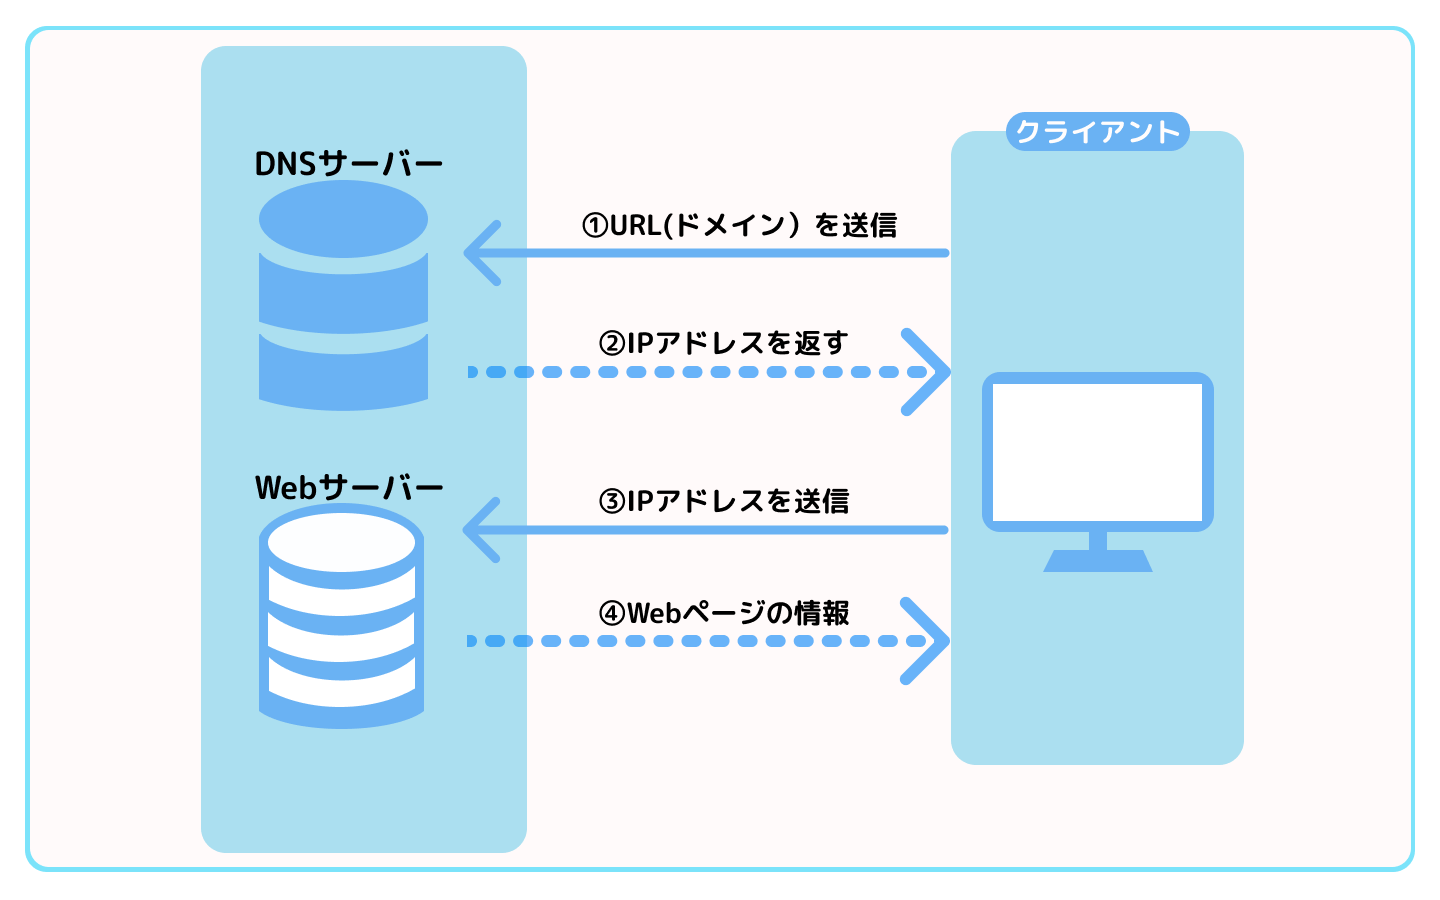 クライアント
DNSサーバー
①URL(ドメイン）を送信
②IPアドレスを返す
Webサーバー
③IPアドレスを送信
④Webページの情報